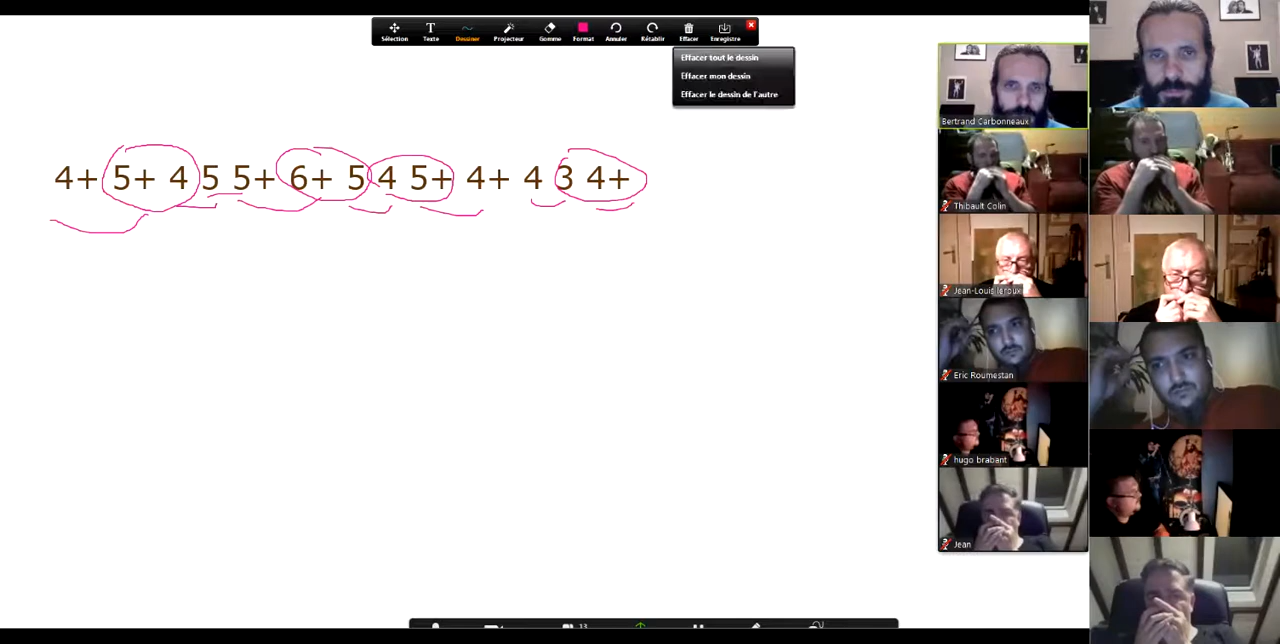 Sélection Texte Dessiner Projecteur Gomme Format Annuler Rétablir Effacer Enregistre
Effacer tout le dessin
Effacer mon dessin
Effacer le dessin de l'autre
4+ 5+ 4 5 5+ 6+ 5 4 5+ 4+ 4 3 4+
Bertrand Carbonneaux
Thibault Colin
Jean-Louis leroux
Eric Roumestan
hugo brabant
Jean
13